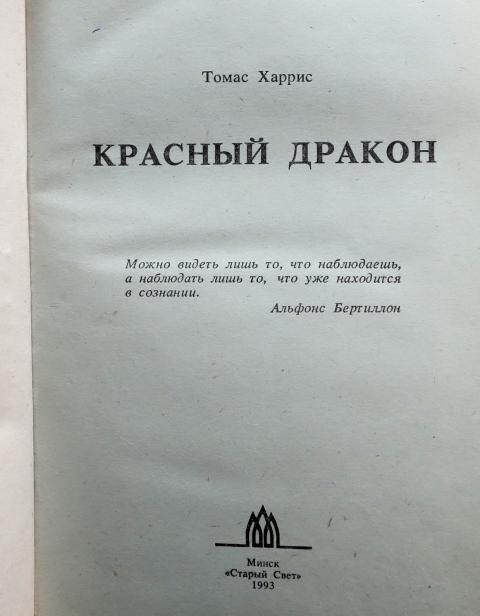 Томас Харрис
КРАСНЫЙ ДРАКОН
Можно видеть лишь то, что наблюдаешь,
а наблюдать лишь то, что уже находится
в сознании.
Альфонс Бертиллон
Минск
«Старый Свет»
1993